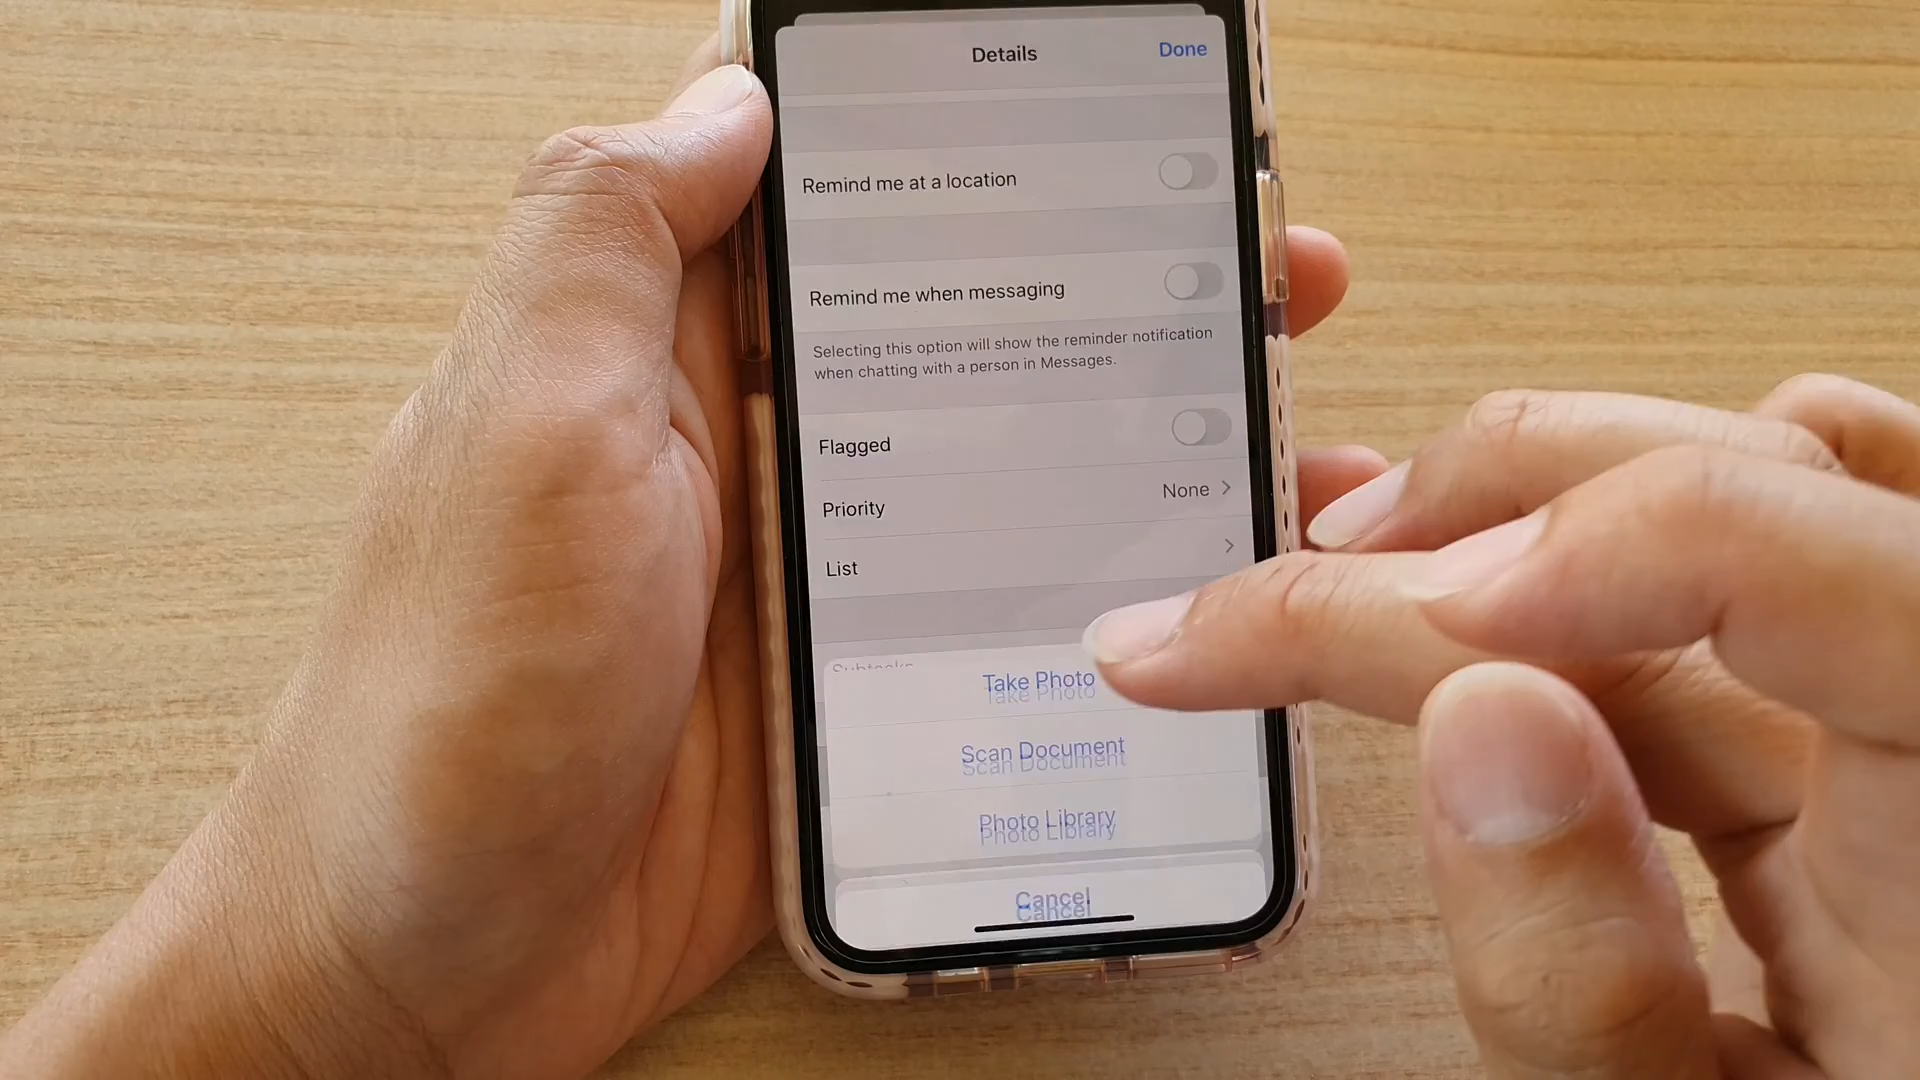 Details
Done
Remind me at a location
Remind me when messaging
Selecting this option will show the reminder notification
when chatting with a person in Messages.
Flagged
Priority
None
List
Subtasks
Take Photo
Scan Document
Photo Library
Cancel